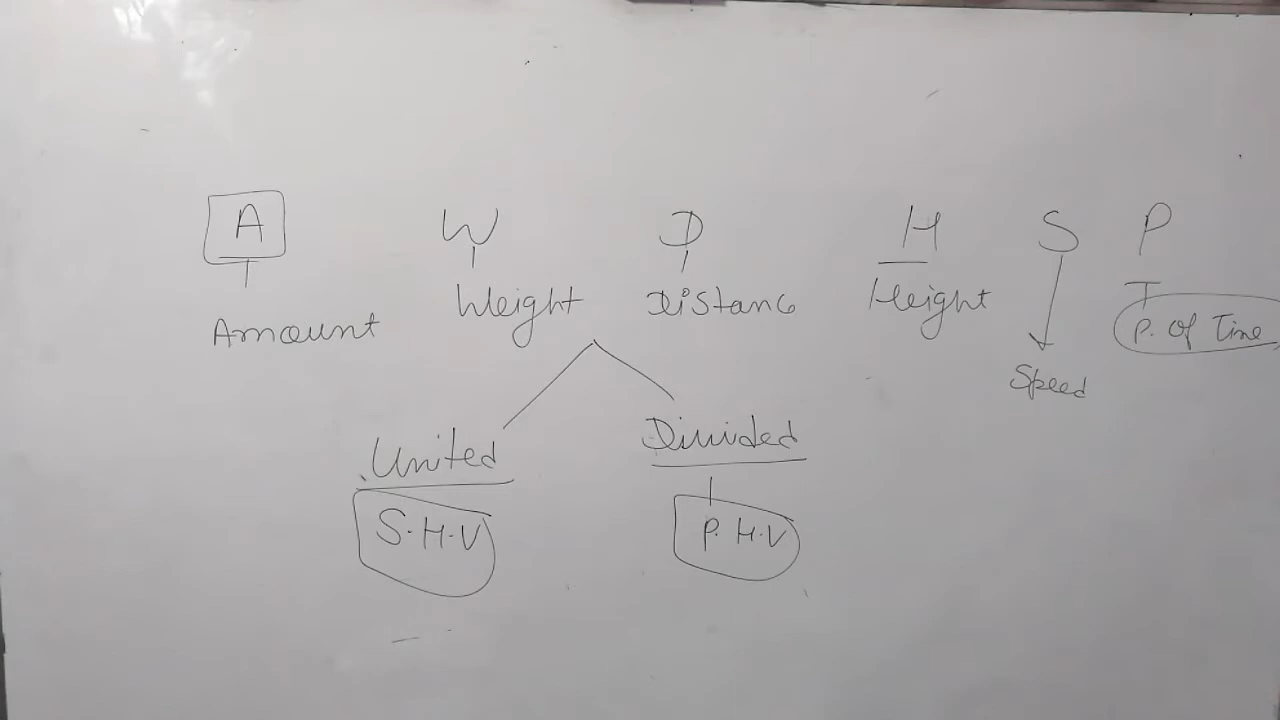 A W D H S P
Amount Weight Distance Height Speed P. of Time
United Divided
S.H.V P.H.V